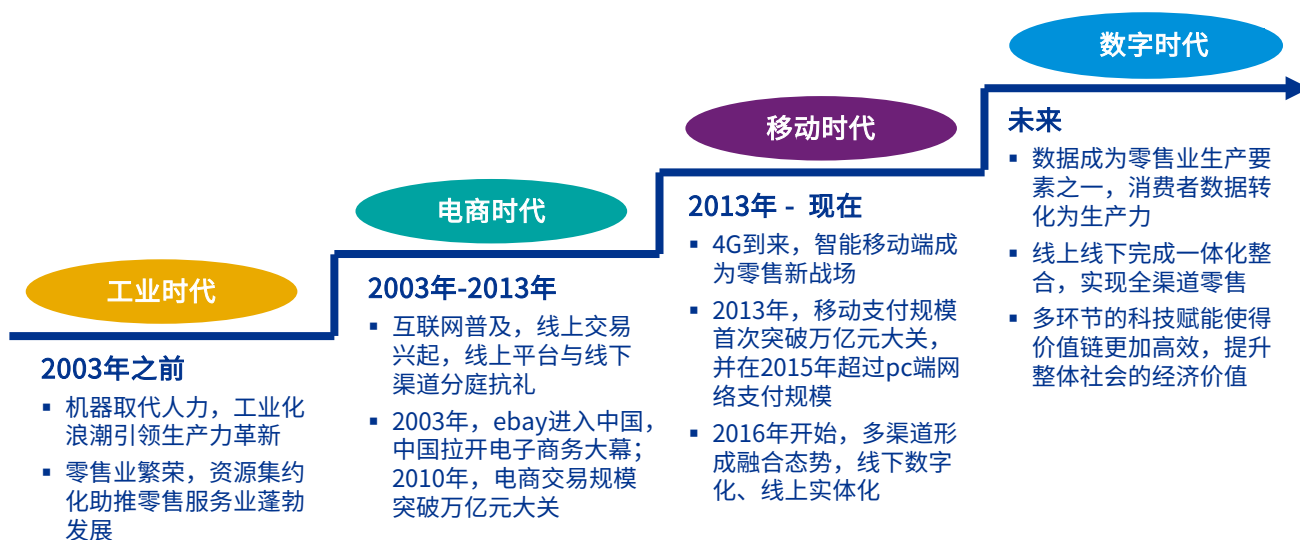 工业时代
2003年之前
▪ 机器取代人力，工业化
浪潮引领生产力革新
▪ 零售业繁荣，资源集约
化助推零售服务业蓬勃
发展
电商时代
2003年-2013年
▪ 互联网普及，线上交易
兴起，线上平台与线下
渠道分庭抗礼
▪ 2003年，ebay进入中国，
中国拉开电子商务大幕；
2010年，电商交易规模
突破万亿元大关
移动时代
2013年 - 现在
▪ 4G到来，智能移动端成
为零售新战场
▪ 2013年，移动支付规模
首次突破万亿元大关，
并在2015年超过pc端网
络支付规模
▪ 2016年开始，多渠道形
成融合态势，线下数字
化、线上实体化
数字时代
未来
▪ 数据成为零售业生产要
素之一，消费者数据转
化为生产力
▪ 线上线下完成一体化整
合，实现全渠道零售
▪ 多环节的科技赋能使得
价值链更加高效，提升
整体社会的经济价值